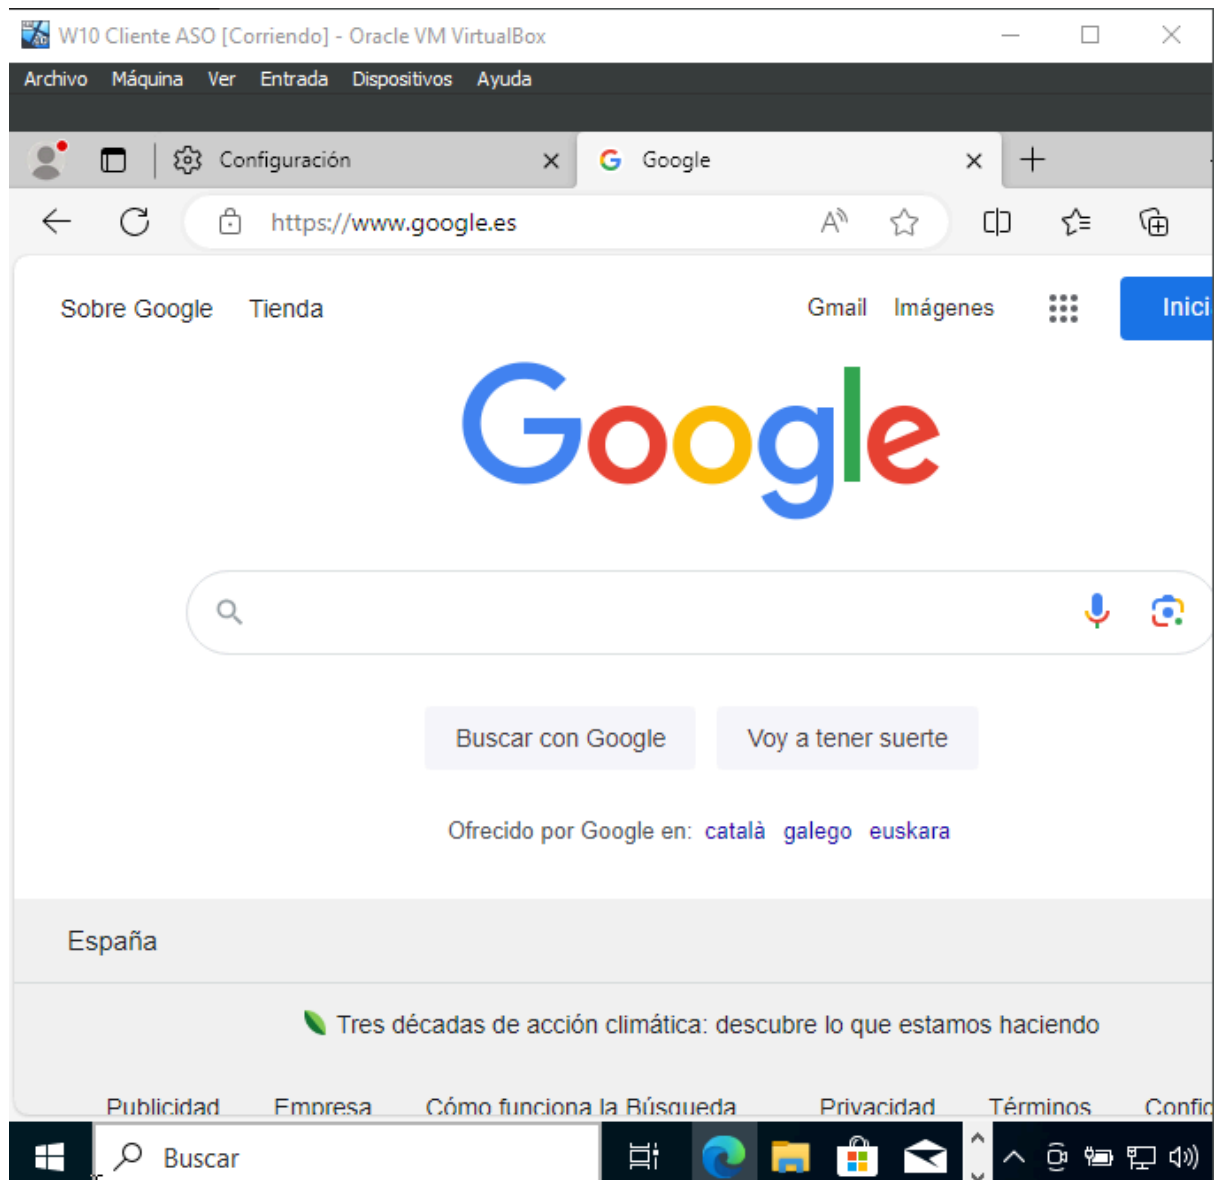 W10 Cliente ASO [Corriendo] - Oracle VM VirtualBox
Archivo Máquina Ver Entrada Dispositivos Ayuda
Configuración Google
https://www.google.es
Sobre Google Tienda Gmail Imágenes Inici
Google
Buscar con Google Voy a tener suerte
Ofrecido por Google en: català galego euskara
España
Tres décadas de acción climática: descubre lo que estamos haciendo
Publicidad Empresa Cómo funciona la Búsqueda Privacidad Términos Config
Buscar